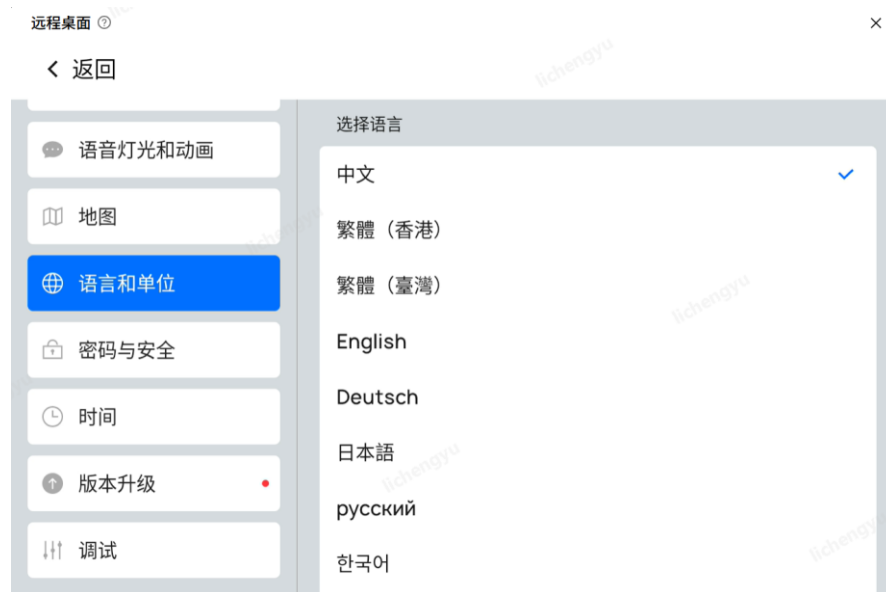 远程桌面
返回
语音灯光和动画
地图
语言和单位
密码与安全
时间
版本升级
调试
选择语言
中文
繁體（香港）
繁體（臺灣）
English
Deutsch
日本語
русский
한국어
lichengyu
lichengyu
lichengyu
lichengyu